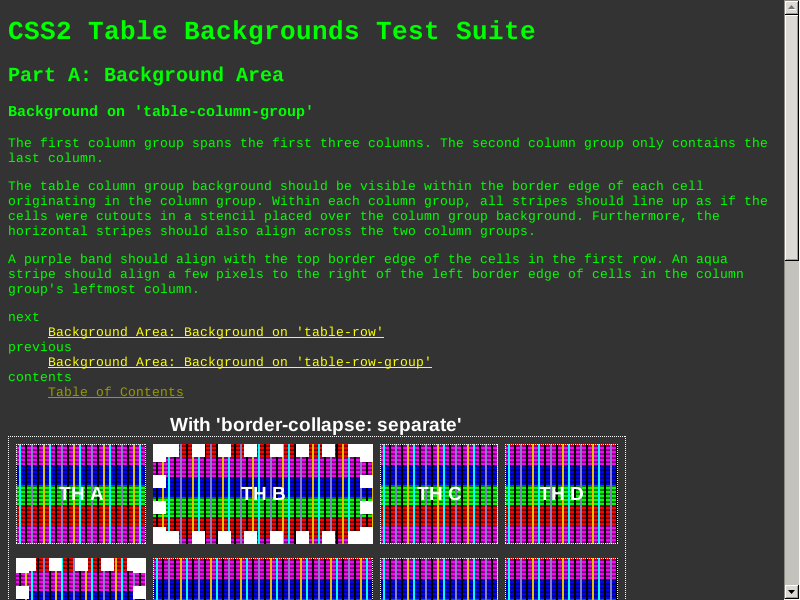 CSS2 Table Backgrounds Test Suite
Part A: Background Area
Background on 'table-column-group'
The first column group spans the first three columns. The second column group only contains the
last column.
The table column group background should be visible within the border edge of each cell
originating in the column group. Within each column group, all stripes should line up as if the
cells were cutouts in a stencil placed over the column group background. Furthermore, the
horizontal stripes should also align across the two column groups.
A purple band should align with the top border edge of the cells in the first row. An aqua
stripe should align a few pixels to the right of the left border edge of cells in the column
group's leftmost column.
next
Background Area: Background on 'table-row'
previous
Background Area: Background on 'table-row-group'
contents
Table of Contents
With 'border-collapse: separate'
TH A TH B TH C TH D